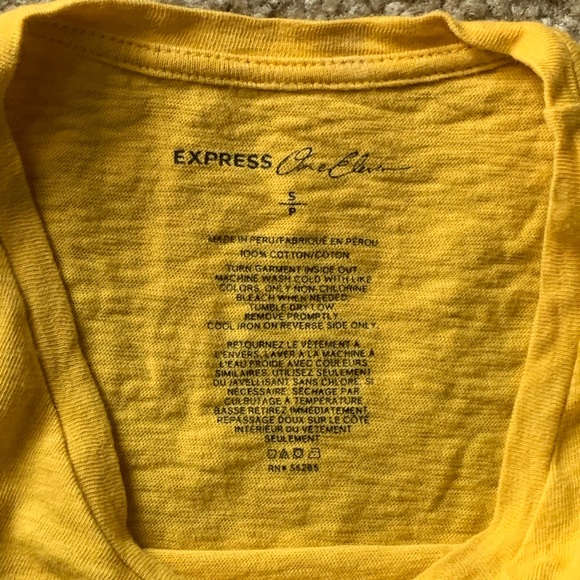 EXPRESS One Eleven
S
P
MADE IN PERU/FABRIQUÉ EN PÉROU
100% COTTON/COTON
TURN GARMENT INSIDE OUT.
MACHINE WASH COLD WITH LIKE
COLORS. ONLY NON-CHLORINE
BLEACH WHEN NEEDED.
TUMBLE DRY LOW.
REMOVE PROMPTLY.
COOL IRON ON REVERSE SIDE ONLY.
RETOURNEZ LE VÊTEMENT À
L'ENVERS, LAVER À LA MACHINE À
L'EAU FROIDE AVEC COULEURS
SIMILAIRES. UTILISEZ SEULEMENT
DU JAVELLISANT SANS CHLORE, SI
NÉCESSAIRE. SÉCHAGE PAR
CULBUTAGE À TEMPÉRATURE
BASSE RETIREZ IMMÉDIATEMENT.
REPASSAGE DOUX SUR LE CÔTÉ
INTÉRIEUR DU VÊTEMENT
SEULEMENT.
RN# 55285